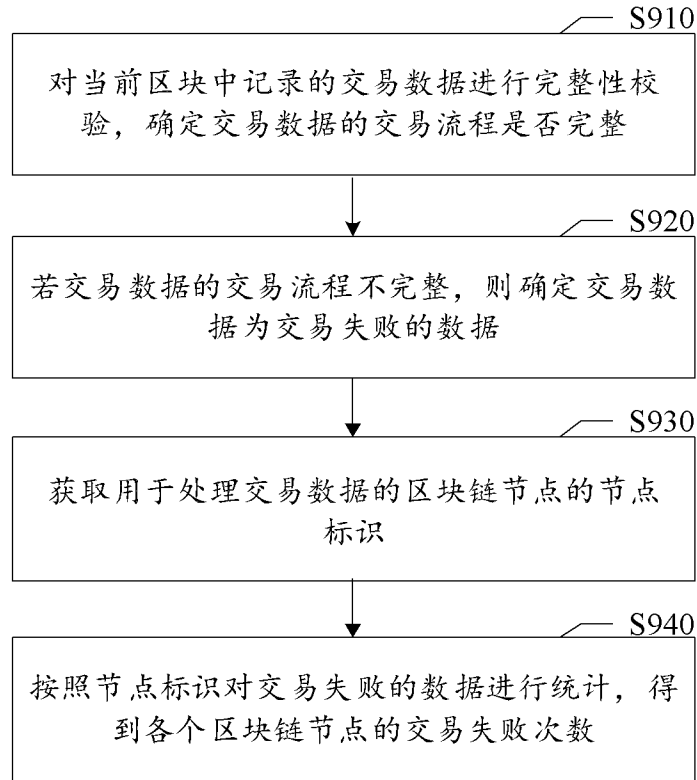 S910
对当前区块中记录的交易数据进行完整性校
验，确定交易数据的交易流程是否完整
S920
若交易数据的交易流程不完整，则确定交易数
据为交易失败的数据
S930
获取用于处理交易数据的区块链节点的节点
标识
S940
按照节点标识对交易失败的数据进行统计，得
到各个区块链节点的交易失败次数